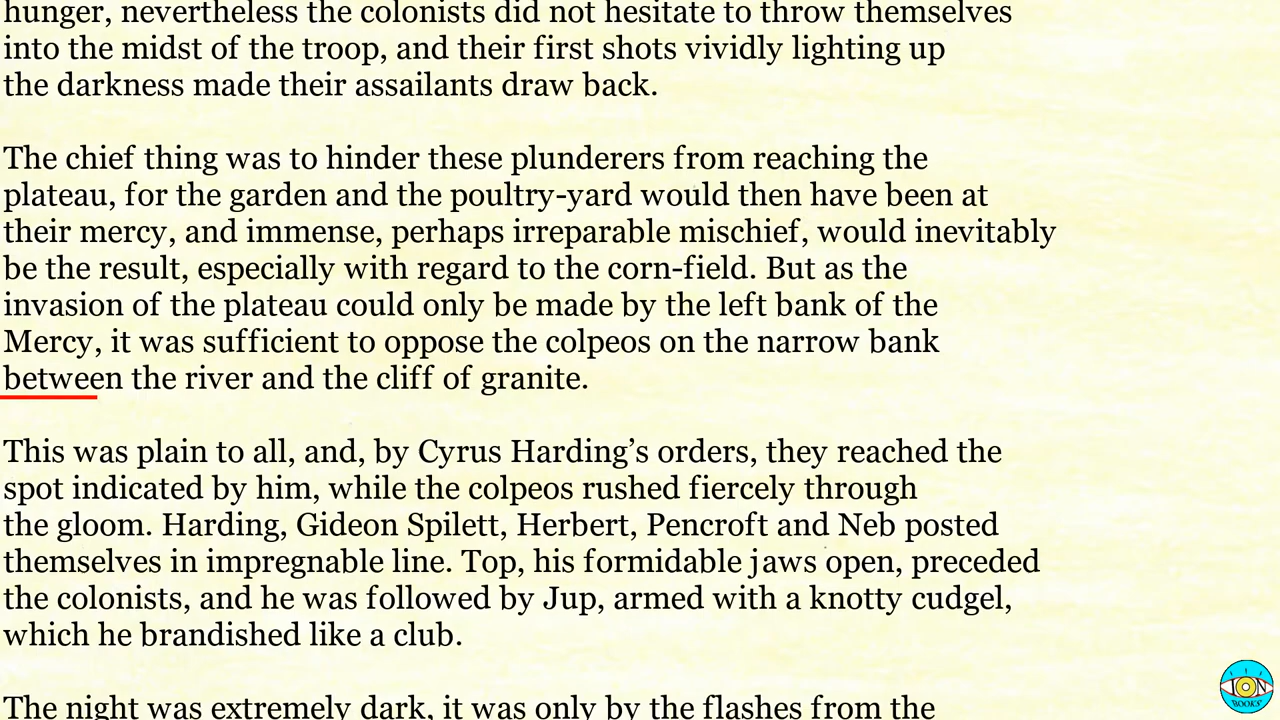 hunger, nevertheless the colonists did not hesitate to throw themselves
into the midst of the troop, and their first shots vividly lighting up
the darkness made their assailants draw back.
The chief thing was to hinder these plunderers from reaching the
plateau, for the garden and the poultry-yard would then have been at
their mercy, and immense, perhaps irreparable mischief, would inevitably
be the result, especially with regard to the corn-field. But as the
invasion of the plateau could only be made by the left bank of the
Mercy, it was sufficient to oppose the colpeos on the narrow bank
between the river and the cliff of granite.
This was plain to all, and, by Cyrus Harding’s orders, they reached the
spot indicated by him, while the colpeos rushed fiercely through
the gloom. Harding, Gideon Spilett, Herbert, Pencroft and Neb posted
themselves in impregnable line. Top, his formidable jaws open, preceded
the colonists, and he was followed by Jup, armed with a knotty cudgel,
which he brandished like a club.
The night was extremely dark, it was only by the flashes from the
ION
BOOKS